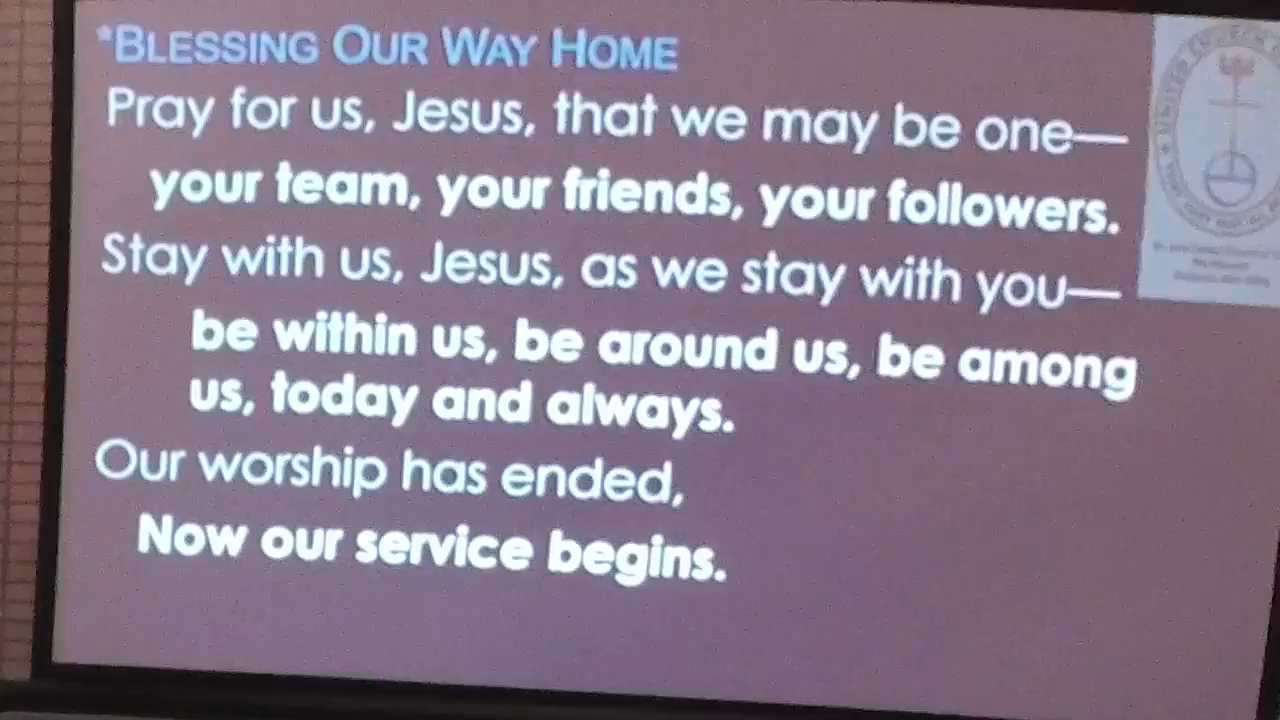 *BLESSING OUR WAY HOME
Pray for us, Jesus, that we may be one—
your team, your friends, your followers.
Stay with us, Jesus, as we stay with you—
be within us, be around us, be among
us, today and always.
Our worship has ended,
Now our service begins.
UNITED CHURCH